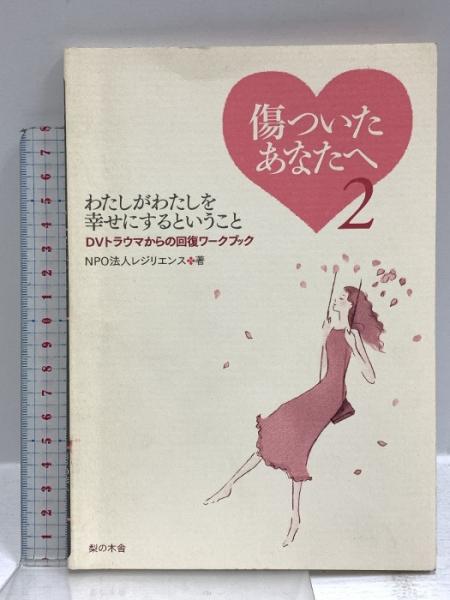 傷ついた
あなたへ
2
わたしがわたしを
幸せにするということ
DVトラウマからの回復ワークブック
NPO法人レジリエンス✤著
梨の木舎